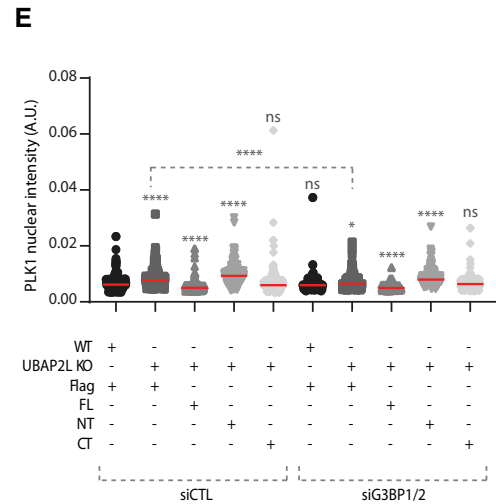 E
PLK1 nuclear intensity (A.U.)
0.08
0.06
0.04
0.02
0.00
ns
****
ns
**** **** **** * **** **** ns
WT + - - - - + - - - -
UBAP2L KO - + + + + - + + + +
Flag + + - - - + + - - -
FL - - + - - - - + - -
NT - - - + - - - - + -
CT - - - - + - - - - +
siCTL siG3BP1/2